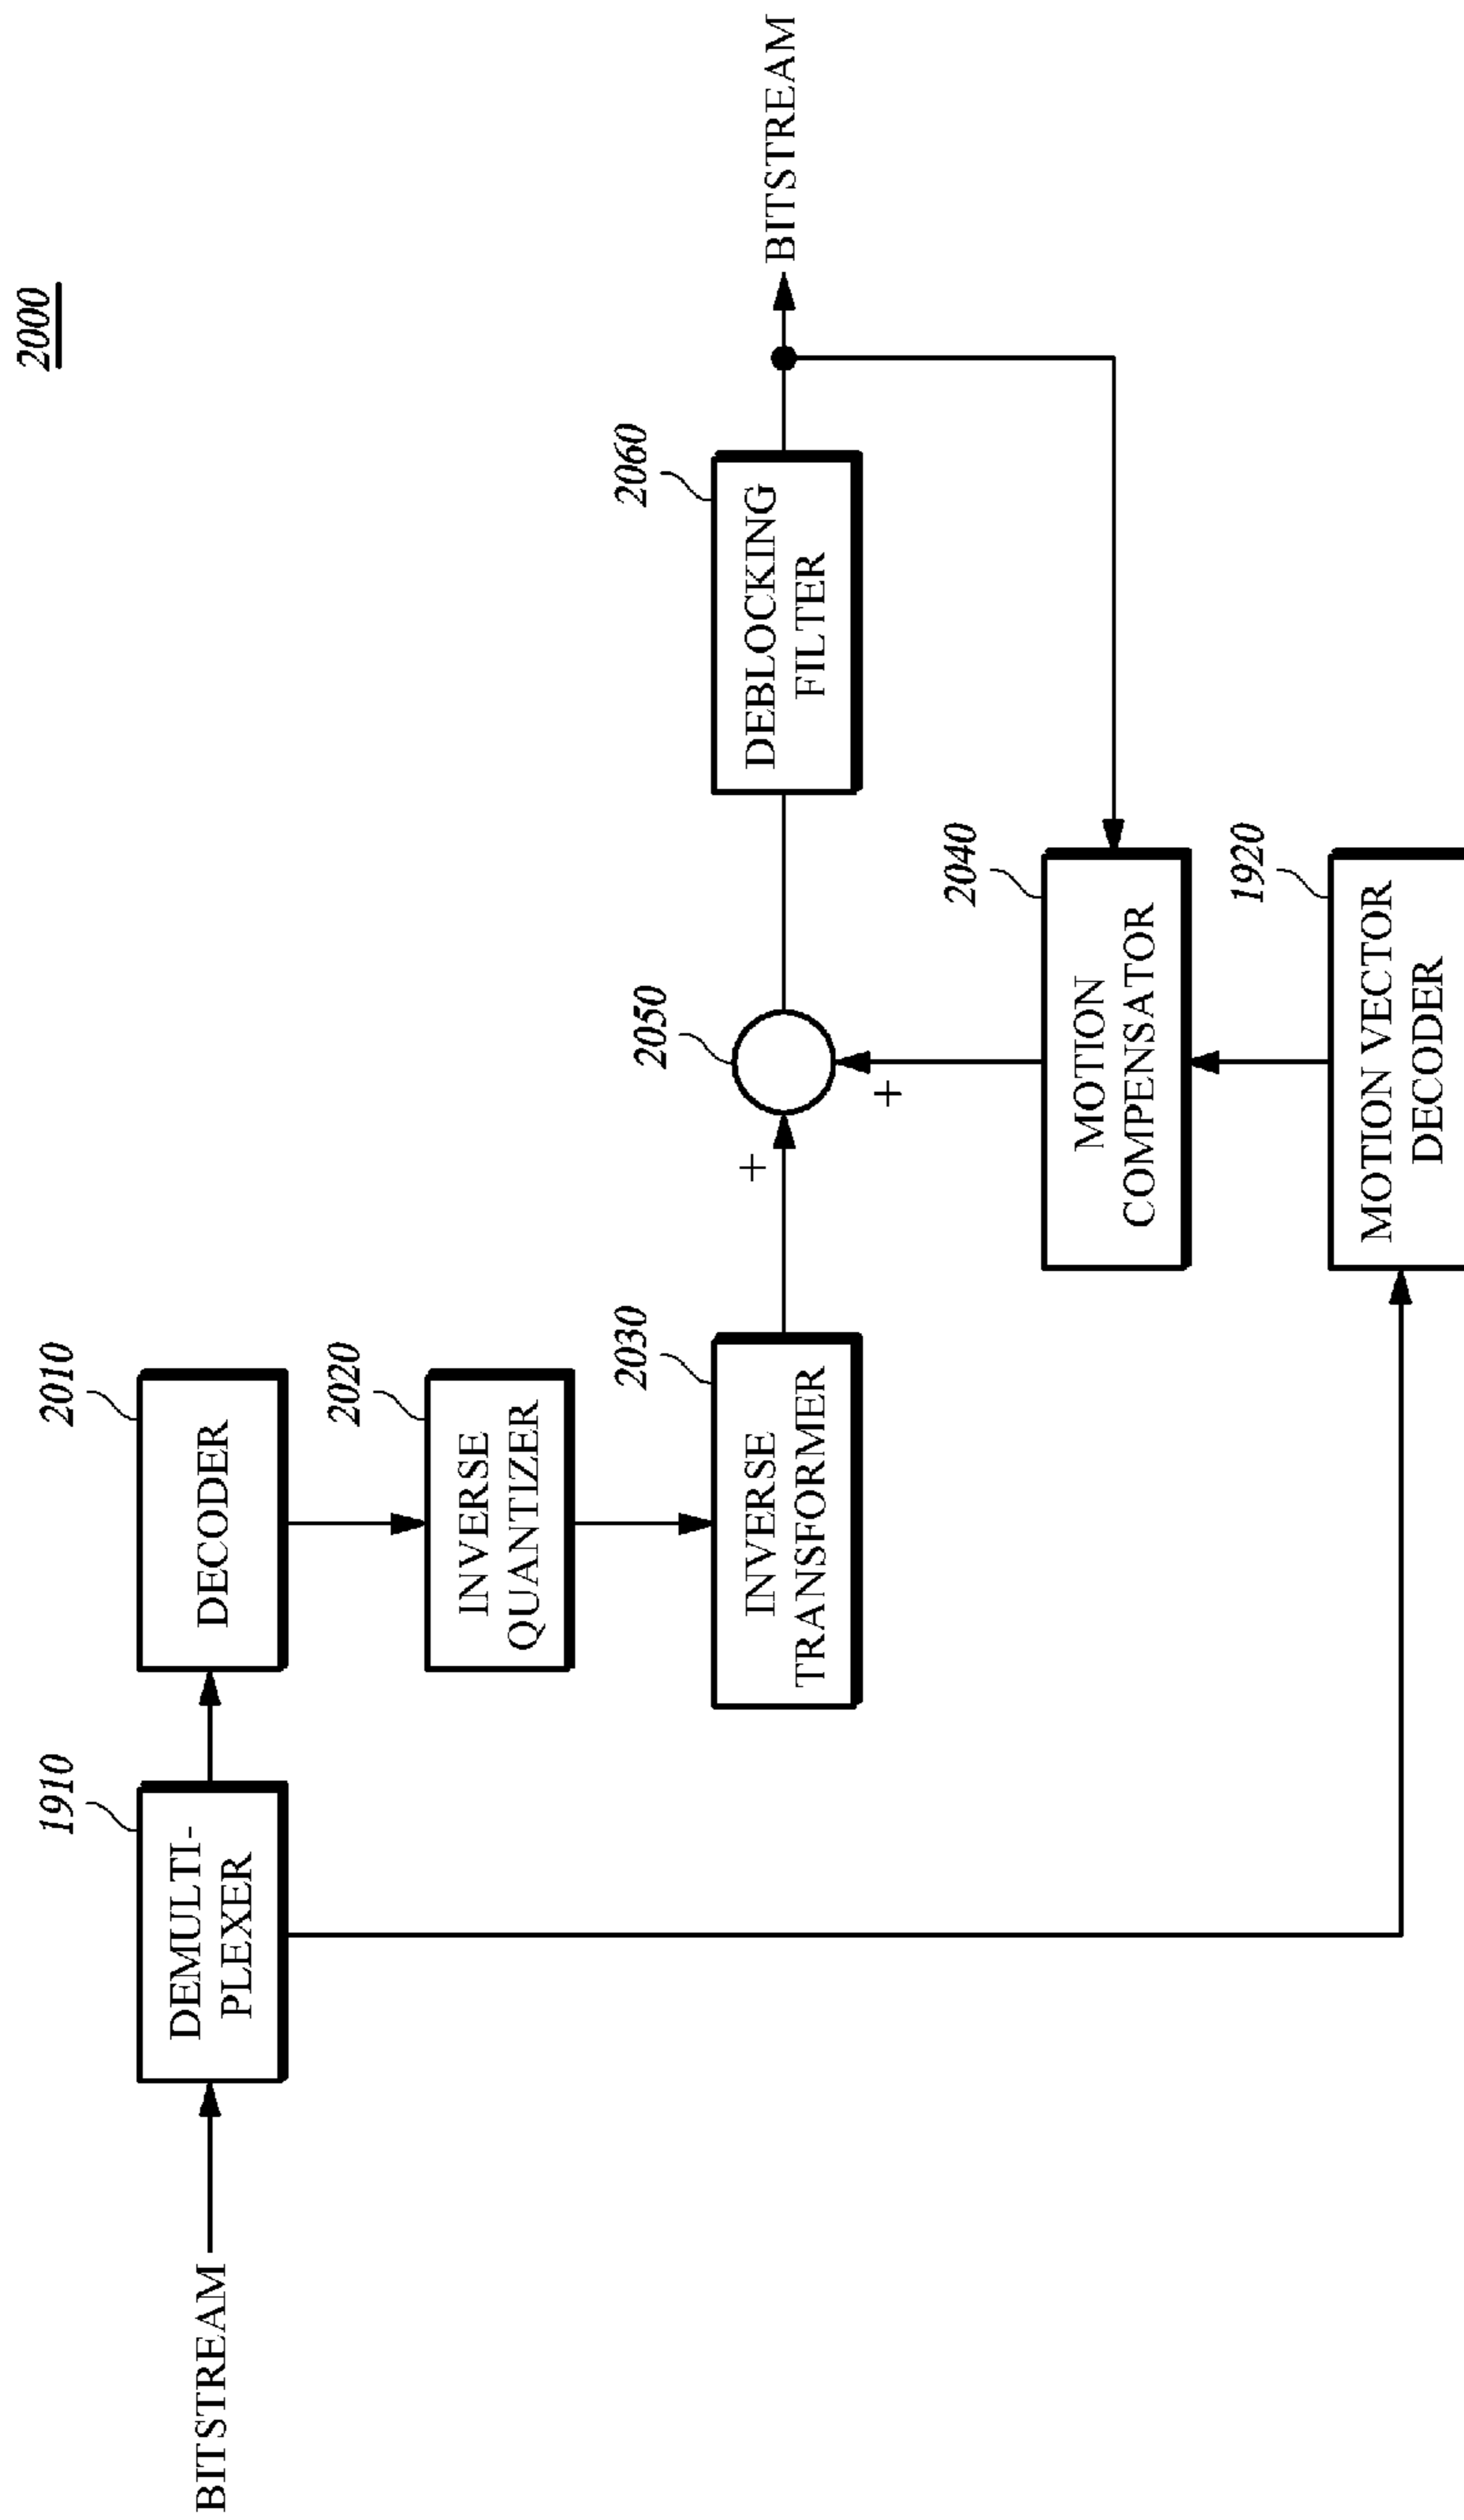 2000
BITSTREAM
1910
DEMULTI-
PLEXER
2010
DECODER
2020
INVERSE
QUANTIZER
2030
INVERSE
TRANSFORMER
+
+
2050
2060
DEBLOCKING
FILTER
BITSTREAM
2040
MOTION
COMPENSATOR
1920
MOTION VECTOR
DECODER